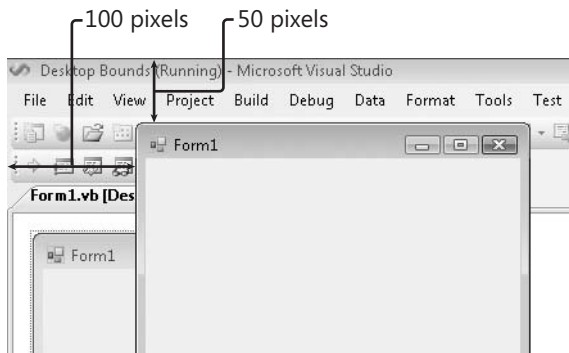 100 pixels
50 pixels
Desktop Bounds (Running) - Microsoft Visual Studio
File Edit View Project Build Debug Data Format Tools Test
Form1
Form1.vb [Des
Form1